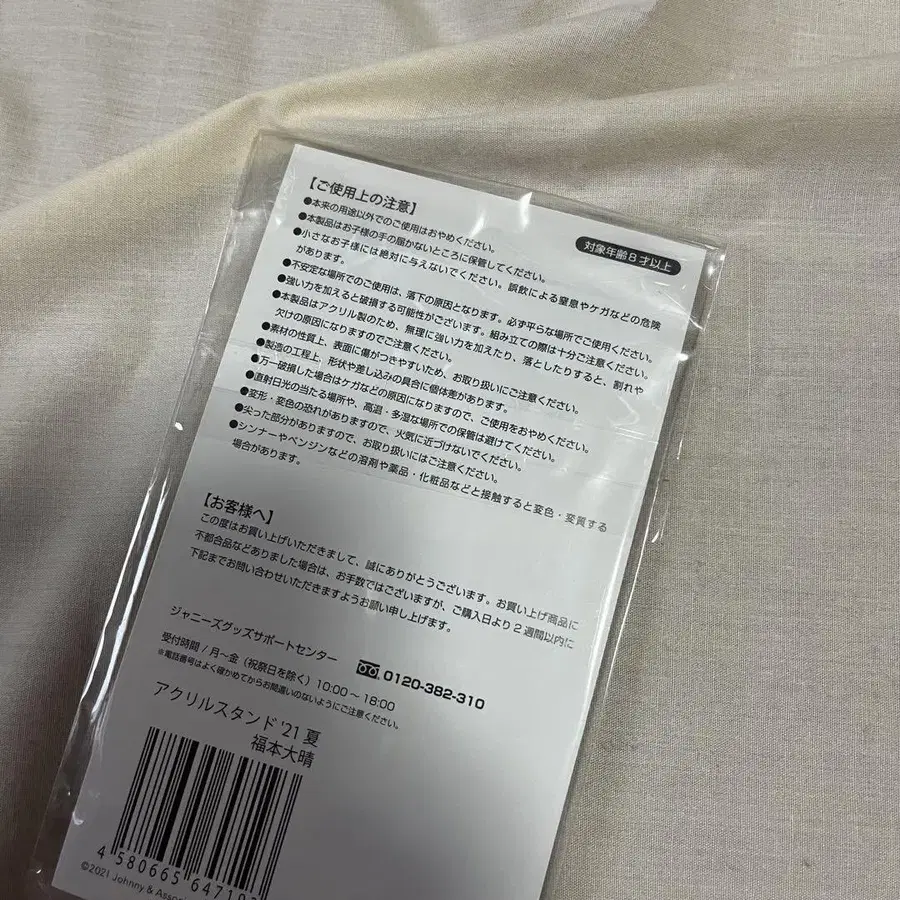 【ご使用上の注意】
対象年齢8才以上
●本来の用途以外でのご使用はおやめください。
●本製品はお子様の手の届かないところに保管してください。
●小さなお子様には絶対に与えないでください。誤飲による窒息やケガなどの危険
があります。
●不安定な場所でのご使用は、落下の原因となります。必ず平らな場所でご使用ください。
●強い力を加えると破損する可能性がございます。組み立ての際は十分ご注意ください。
●本製品はアクリル製のため、無理に強い力を加えたり、落としたりすると、割れや
欠けの原因になりますのでご注意ください。
●素材の性質上、表面に傷がつきやすいため、お取り扱いにご注意ください。
●製造の工程上、形状や差し込みの具合に個体差があります。
●万一破損した場合はケガなどの原因になりますので、ご使用をおやめください。
●直射日光の当たる場所や、高温・多湿な場所での保管は避けてください。
●変形・変色の恐れがありますので、火気に近づけないでください。
●尖った部分がありますので、お取り扱いにはご注意ください。
●シンナーやベンジンなどの溶剤や薬品・化粧品などと接触すると変色・変質する
場合があります。
【お客様へ】
この度はお買い上げいただきまして、誠にありがとうございます。お買い上げ商品に
不都合品などありました場合は、お手数ではございますが、ご購入日より2週間以内に
下記までお問い合わせいただきますようお願い申し上げます。
ジャニーズグッズサポートセンター
0120-382-310
受付時間/月~金（祝祭日を除く）10:00~18:00
※電話番号はよく確かめてからお間違いのないようにご注意ください。
アクリルスタンド'21夏
福本大晴
4 580665 647
©2021 Johnny &